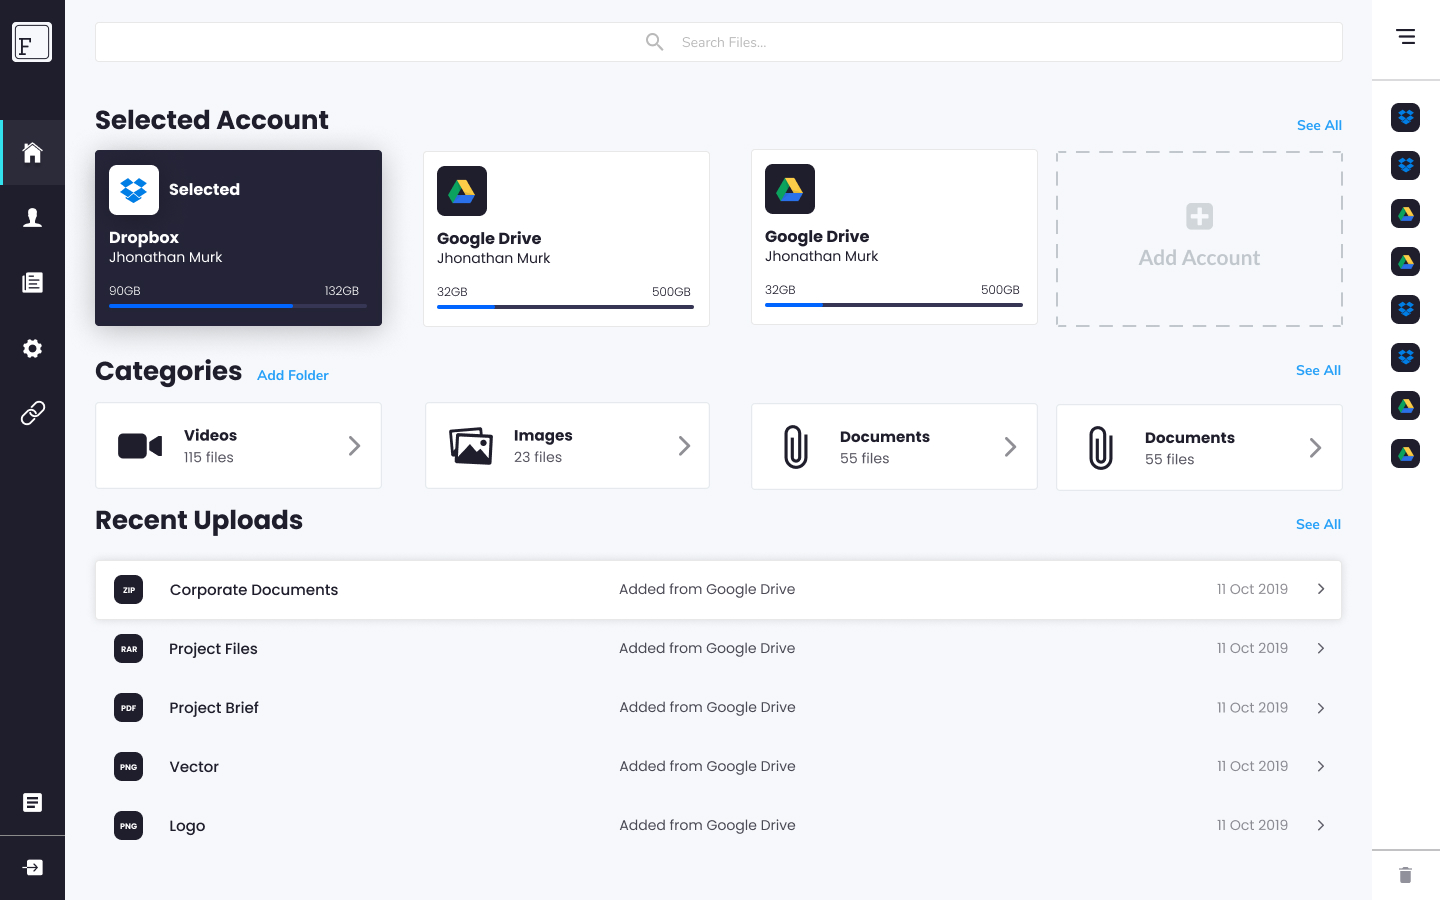 F
Search Files...
Selected Account
See All
Selected
Dropbox
Jhonathan Murk
90GB 132GB
Google Drive
Jhonathan Murk
32GB 500GB
Google Drive
Jhonathan Murk
32GB 500GB
Add Account
Categories Add Folder See All
Videos
115 files
Images
23 files
Documents
55 files
Documents
55 files
Recent Uploads
See All
ZIP Corporate Documents Added from Google Drive 11 Oct 2019
RAR Project Files Added from Google Drive 11 Oct 2019
PDF Project Brief Added from Google Drive 11 Oct 2019
PNG Vector Added from Google Drive 11 Oct 2019
PNG Logo Added from Google Drive 11 Oct 2019